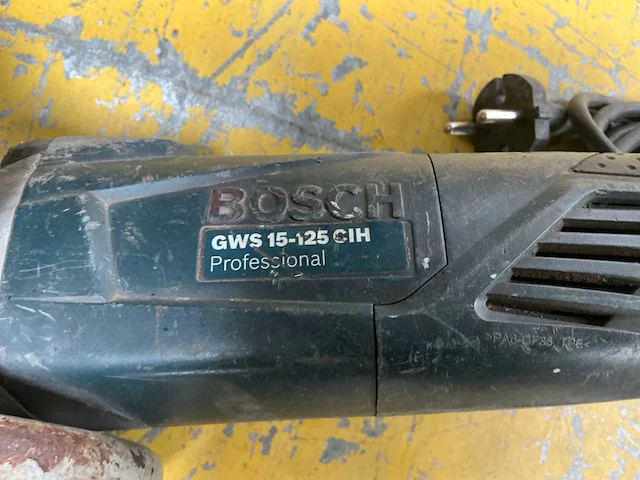 BOSCH
GWS 15-125 CIH
Professional